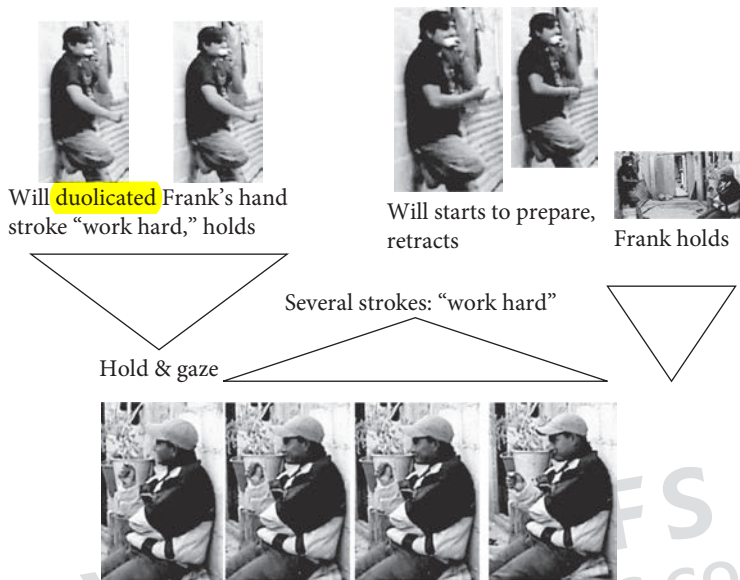 Will duolicated Frank's hand
stroke “work hard,” holds
Will starts to prepare,
retracts
Frank holds
Several strokes: “work hard”
Hold & gaze
FS